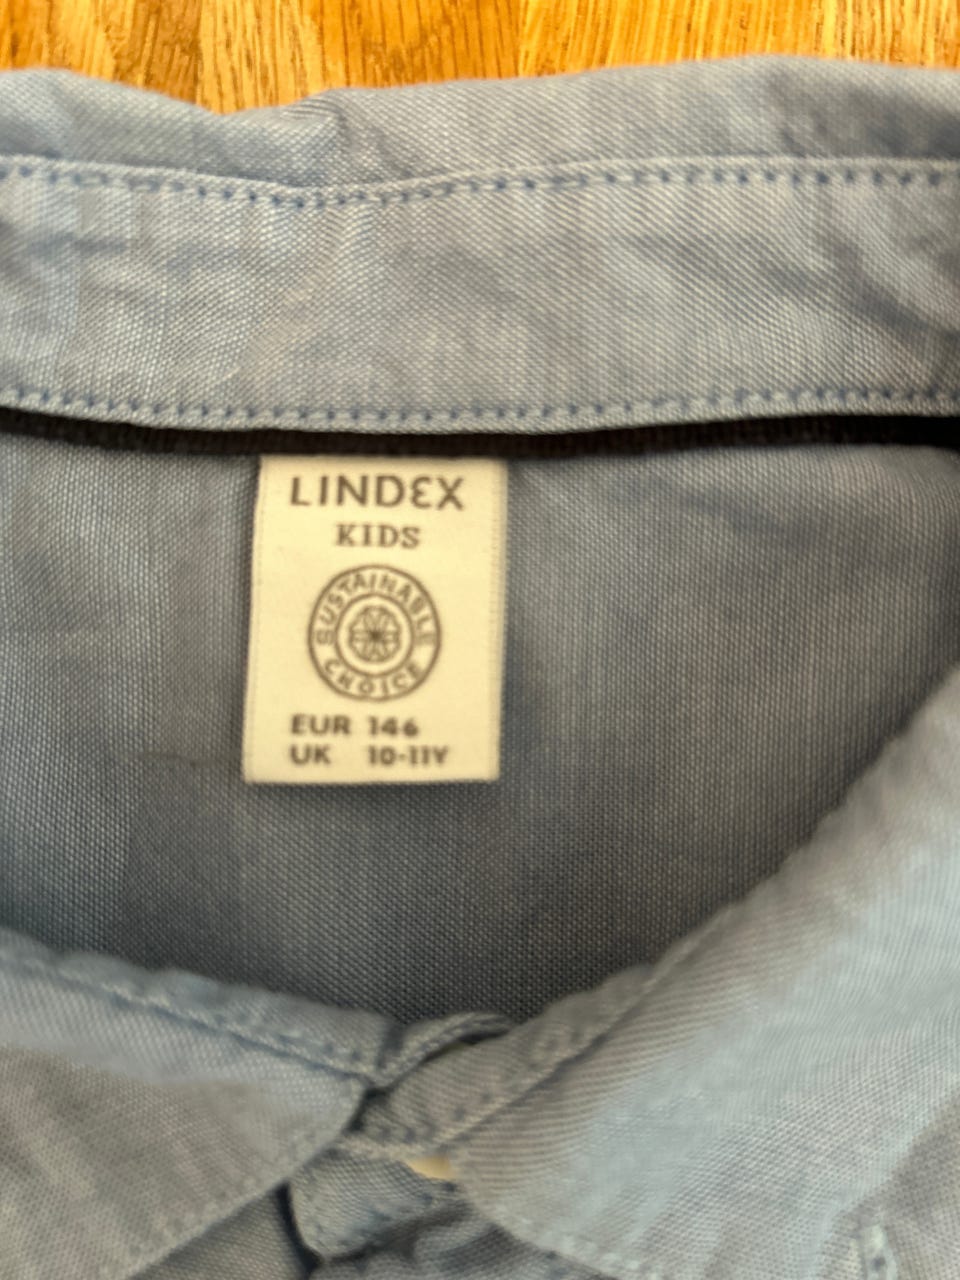 LINDEX
KIDS
SUSTAINABLE
CHOICE
EUR 146
UK 10-11Y